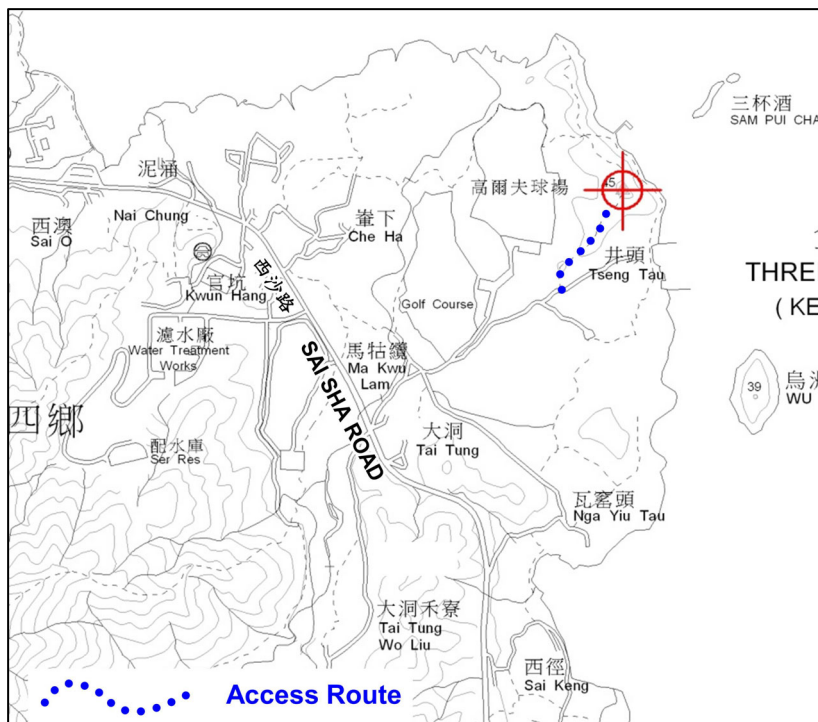 三杯酒
SAM PUI CHA
泥涌
45
高爾夫球場
Nai Chung
西澳
Sai O
輋下
Che Ha
井頭
Tseng Tau
官坑
Kwun Hang
西沙路
THRE
( KE
Golf Course
濾水廠
Water Treatment
Works
馬牯纜
Ma Kwu
Lam
SAI SHA ROAD
39
烏洲
WU
四鄉
配水庫
Ser Res
大洞
Tai Tung
瓦窰頭
Nga Yiu Tau
大洞禾寮
Tai Tung
Wo Liu
西徑
Sai Keng
Access Route